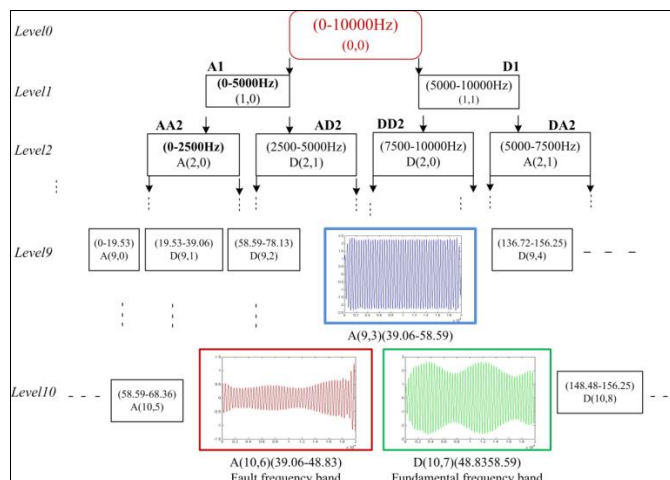 Level0
(0-10000Hz)
(0,0)
A1
D1
Level1
(0-5000Hz)
(1,0)
(5000-10000Hz)
(1,1)
AA2
AD2
DD2
DA2
Level2
(0-2500Hz)
A(2,0)
(2500-5000Hz)
D(2,1)
(7500-10000Hz)
D(2,0)
(5000-7500Hz)
A(2,1)
Level9
(0-19.53)
A(9,0)
(19.53-39.06)
D(9,1)
(58.59-78.13)
D(9,2)
(136.72-156.25)
D(9,4)
A(9,3)(39.06-58.59)
Level10
(58.59-68.36)
A(10,5)
(148.48-156.25)
D(10,8)
A(10,6)(39.06-48.83)
Fault frequency band
D(10,7)(48.8358.59)
Fundamental frequency band